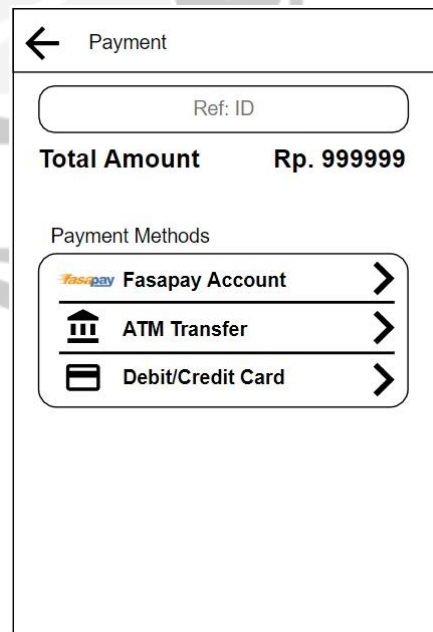 Payment
Ref: ID
Total Amount Rp. 999999
Payment Methods
fasapay Fasapay Account
ATM Transfer
Debit/Credit Card